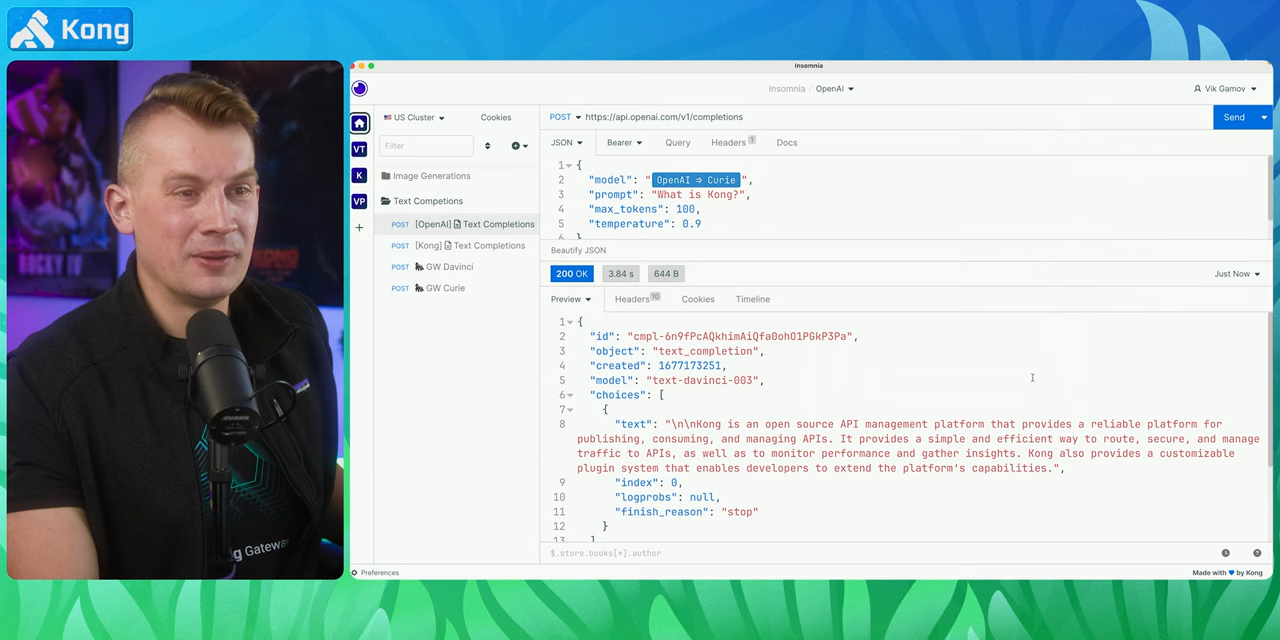 Kong
ROCKY IV
KONG
g Gateway
Insomnia
Insomnia / OpenAI
Vik Gamov
US Cluster
Cookies
Filter
Image Generations
Text Competions
POST [OpenAI] Text Completions
POST [Kong] Text Completions
POST GW Davinci
POST GW Curie
VT
K
VP
+
Preferences
POST https://api.openai.com/v1/completions
Send
JSON Bearer Query Headers 1 Docs
1 {
2 "model": "OpenAI ⇒ Curie",
3 "prompt": "What is Kong?",
4 "max_tokens": 100,
5 "temperature": 0.9
6 }
Beautify JSON
200 OK 3.84 s 644 B Just Now
Preview Headers 10 Cookies Timeline
1 {
2 "id": "cmpl-6n9fPcAQkhimAiQfa0ohO1PGkP3Pa",
3 "object": "text_completion",
4 "created": 1677173251,
5 "model": "text-davinci-003",
6 "choices": [
7 {
8 "text": "\n\nKong is an open source API management platform that provides a reliable platform for
publishing, consuming, and managing APIs. It provides a simple and efficient way to route, secure, and manage
traffic to APIs, as well as to monitor performance and gather insights. Kong also provides a customizable
plugin system that enables developers to extend the platform's capabilities.",
9 "index": 0,
10 "logprobs": null,
11 "finish_reason": "stop"
12 }
13 ]
$.store.books[*].author
Made with ♥ by Kong